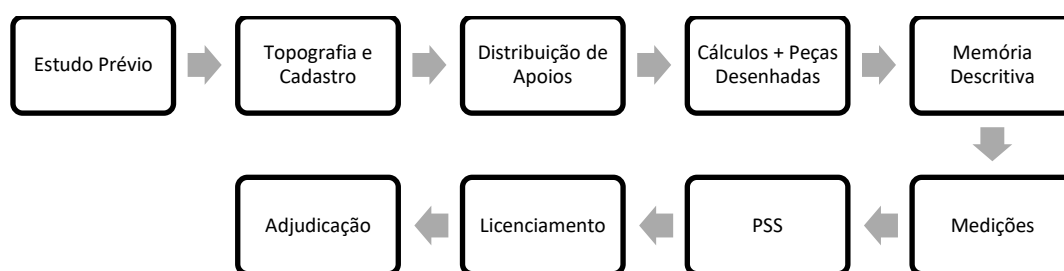 Estudo Prévio
Topografia e
Cadastro
Distribuição de
Apoios
Cálculos + Peças
Desenhadas
Memória
Descritiva
Medições
PSS
Licenciamento
Adjudicação